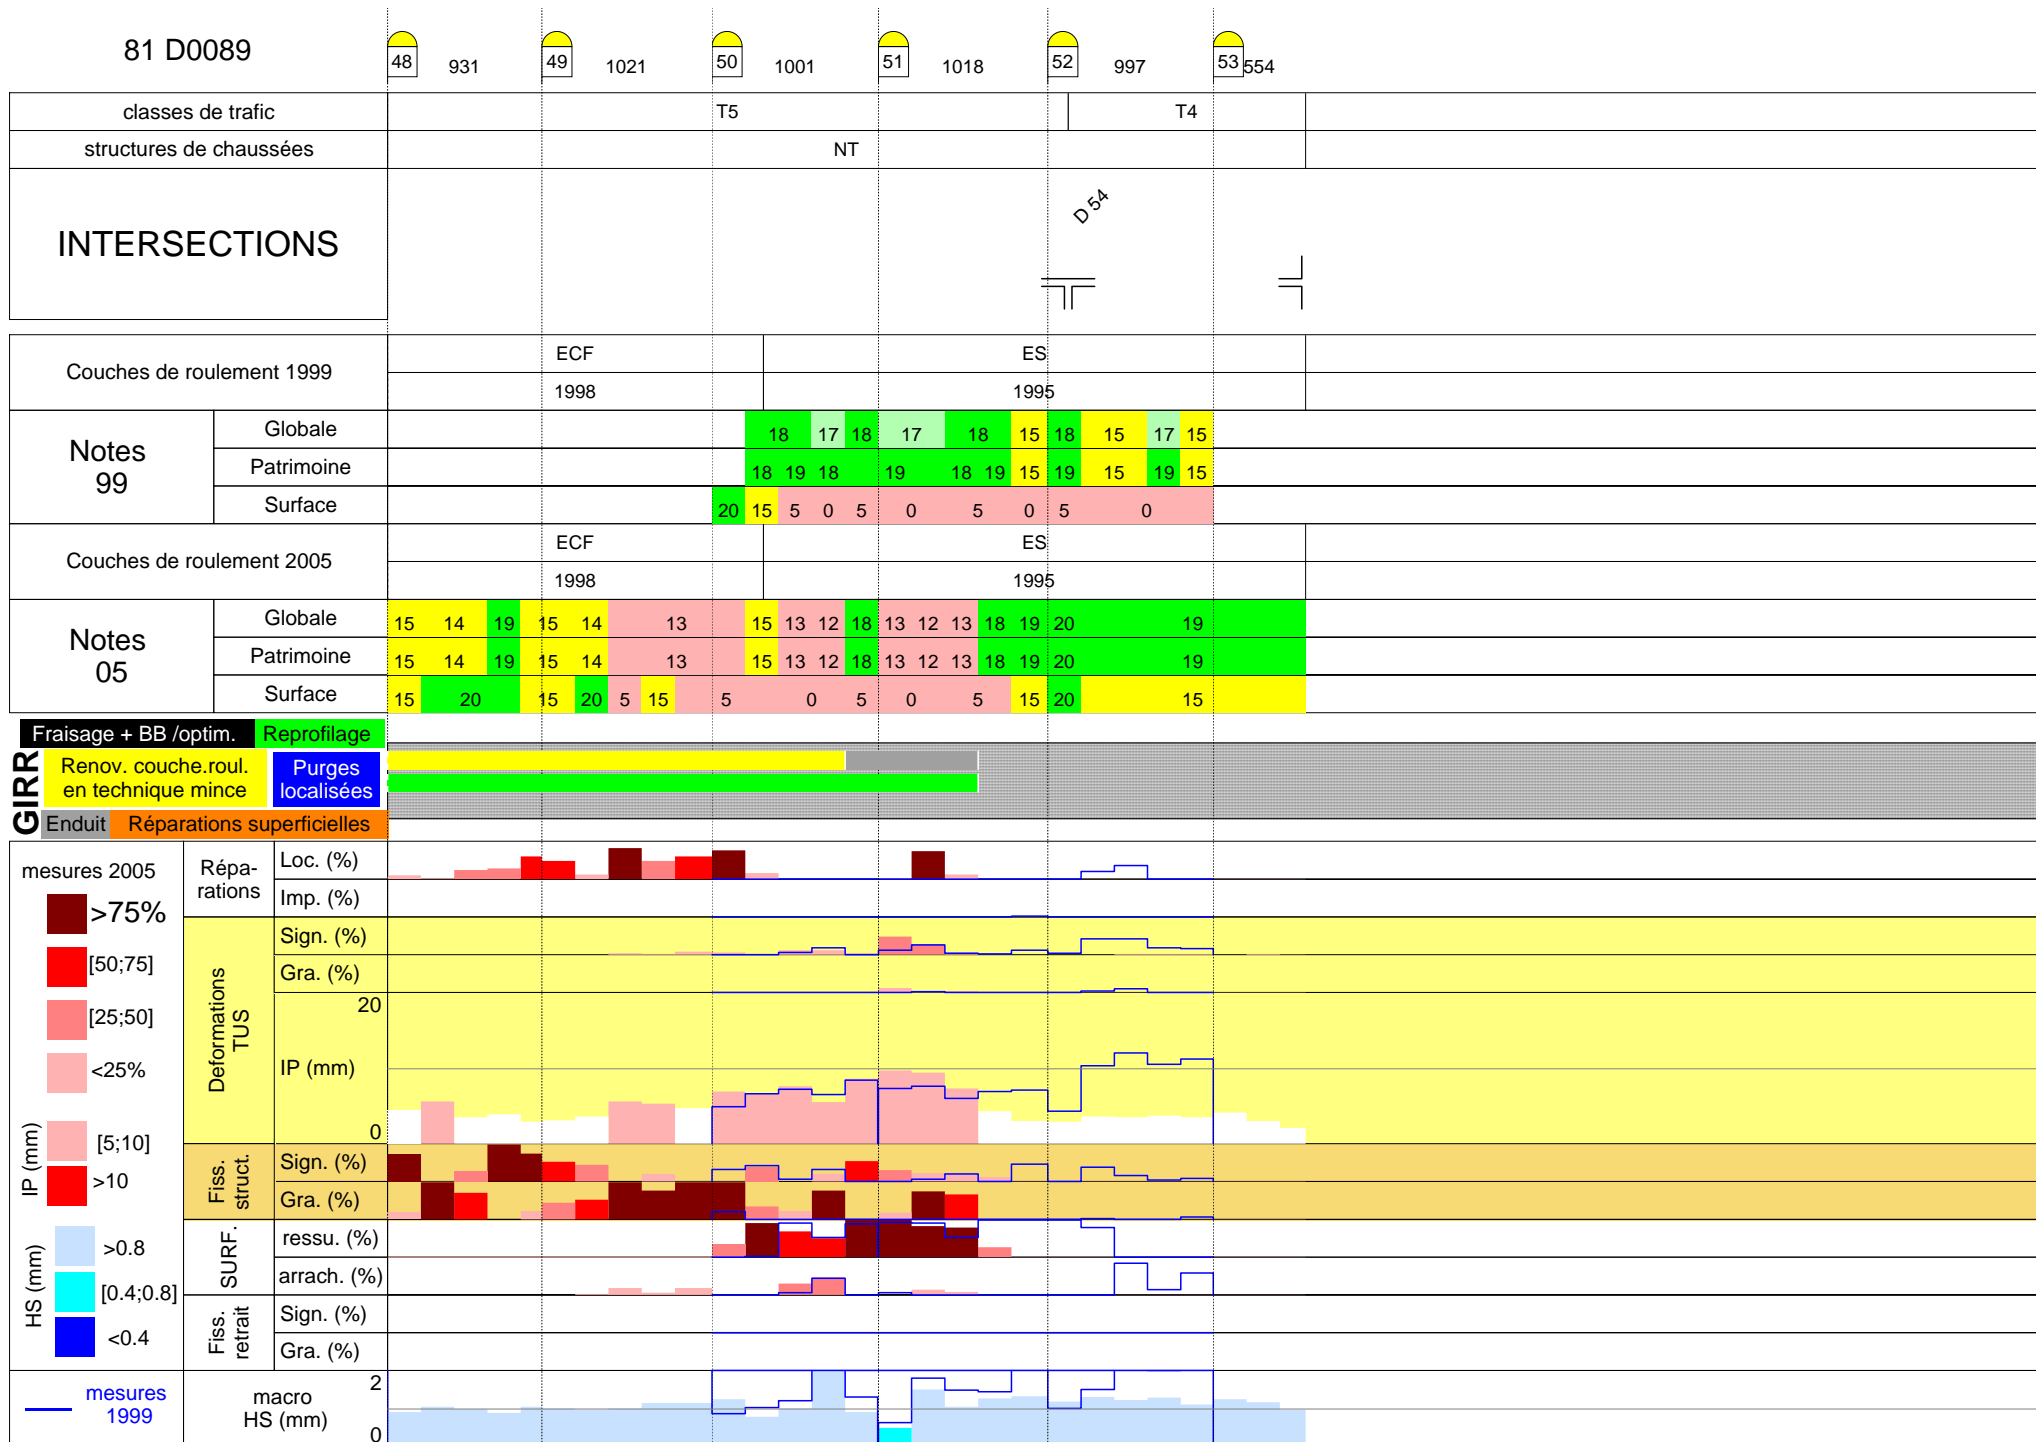 81 D0089
48 931 49 1021 50 1001 51 1018 52 997 53 554
classes de trafic T5 T4
structures de chaussées NT
INTERSECTIONS
D 54
Couches de roulement 1999
ECF ES
1998 1995
Notes
99
Globale 18 17 18 17 18 15 18 15 17 15
Patrimoine 18 19 18 19 18 19 15 19 15 19 15
Surface 20 15 5 0 5 0 5 0 5 0
Couches de roulement 2005
ECF ES
1998 1995
Notes
05
Globale 15 14 19 15 14 13 15 13 12 18 13 12 13 18 19 20 19
Patrimoine 15 14 19 15 14 13 15 13 12 18 13 12 13 18 19 20 19
Surface 15 20 15 20 5 15 5 0 5 0 5 15 20 15
GIRR
Fraisage + BB /optim. Reprofilage
Renov. couche.roul.
en technique mince
Purges
localisées
Enduit Réparations superficielles
mesures 2005
>75%
[50;75]
[25;50]
<25%
IP (mm)
[5;10]
>10
HS (mm)
>0.8
[0.4;0.8]
<0.4
mesures
1999
Répa-
rations
Loc. (%)
Imp. (%)
Deformations
TUS
Sign. (%)
Gra. (%)
20
IP (mm)
0
Fiss.
struct.
Sign. (%)
Gra. (%)
SURF.
ressu. (%)
arrach. (%)
Fiss.
retrait
Sign. (%)
Gra. (%)
macro
HS (mm)
2
0